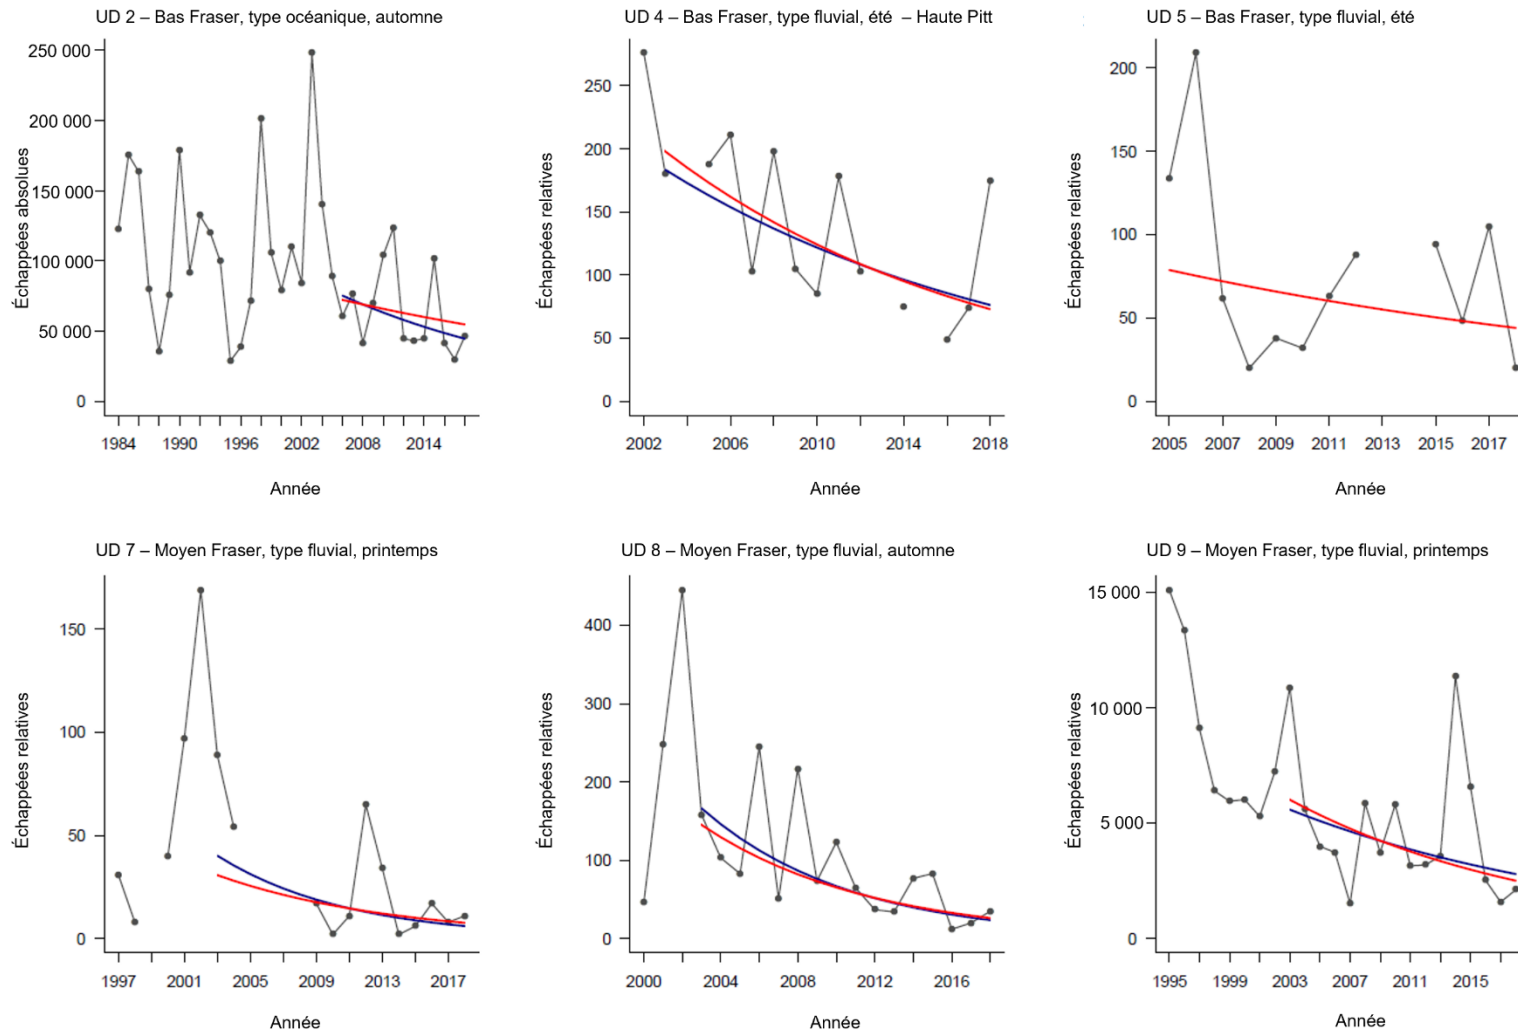 UD 2 – Bas Fraser, type océanique, automne
Échappées absolues
250 000
200 000
150 000
100 000
50 000
0
1984 1990 1996 2002 2008 2014
Année
UD 4 – Bas Fraser, type fluvial, été – Haute Pitt
Échappées relatives
250
200
150
100
50
0
2002 2006 2010 2014 2018
Année
UD 5 – Bas Fraser, type fluvial, été
Échappées relatives
200
150
100
50
0
2005 2007 2009 2011 2013 2015 2017
Année
UD 7 – Moyen Fraser, type fluvial, printemps
Échappées relatives
150
100
50
0
1997 2001 2005 2009 2013 2017
Année
UD 8 – Moyen Fraser, type fluvial, automne
Échappées relatives
400
300
200
100
0
2000 2004 2008 2012 2016
Année
UD 9 – Moyen Fraser, type fluvial, printemps
Échappées relatives
15 000
10 000
5 000
0
1995 1999 2003 2007 2011 2015
Année